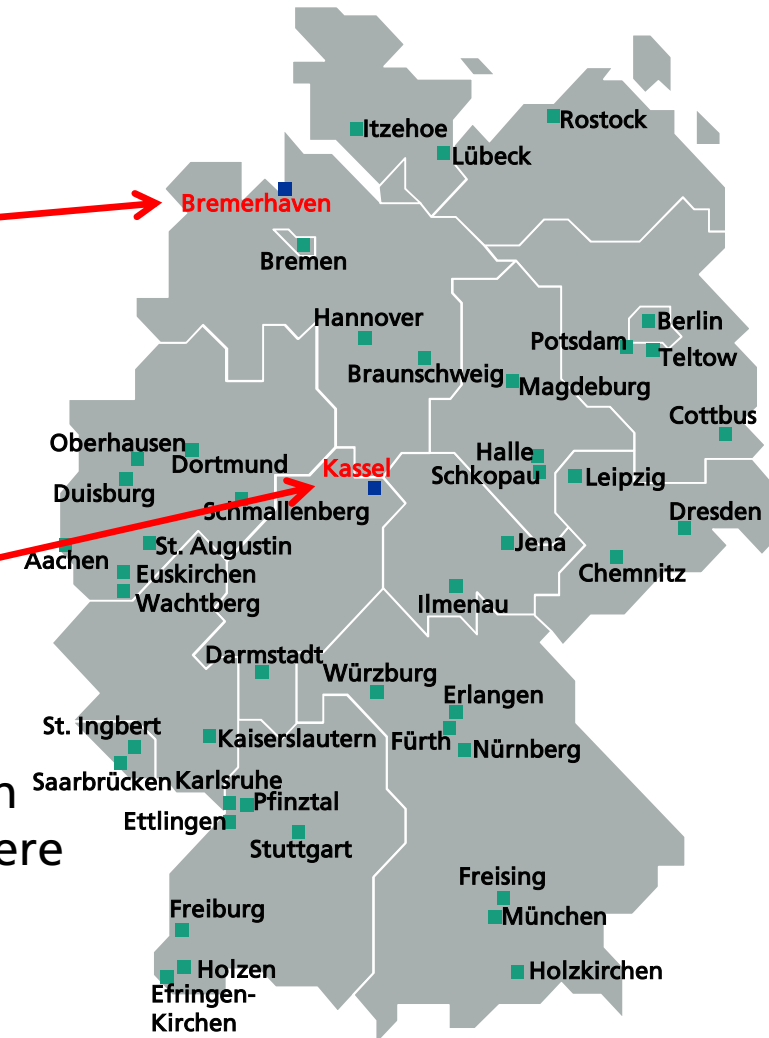 Itzehoe
Rostock
Lübeck
Bremerhaven
Bremen
Hannover
Berlin
Potsdam
Teltow
Braunschweig
Magdeburg
Cottbus
Oberhausen
Dortmund
Kassel
Halle
Schkopau
Leipzig
Duisburg
Schmallenberg
Dresden
Aachen
St. Augustin
Jena
Euskirchen
Chemnitz
Wachtberg
Ilmenau
Darmstadt
Würzburg
Erlangen
St. Ingbert
Kaiserslautern
Fürth
Nürnberg
Saarbrücken
Karlsruhe
n
Pfinztal
Ettlingen
ere
Stuttgart
Freising
Freiburg
München
Holzen
Holzkirchen
Efringen-
Kirchen